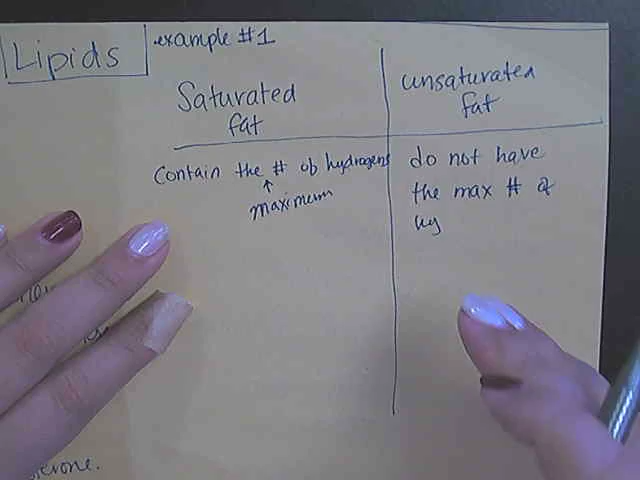 Lipids
example #1
Saturated
fat
unsaturated
fat
Contain the # of hydrogens
maximum
do not have
the max # of
hy